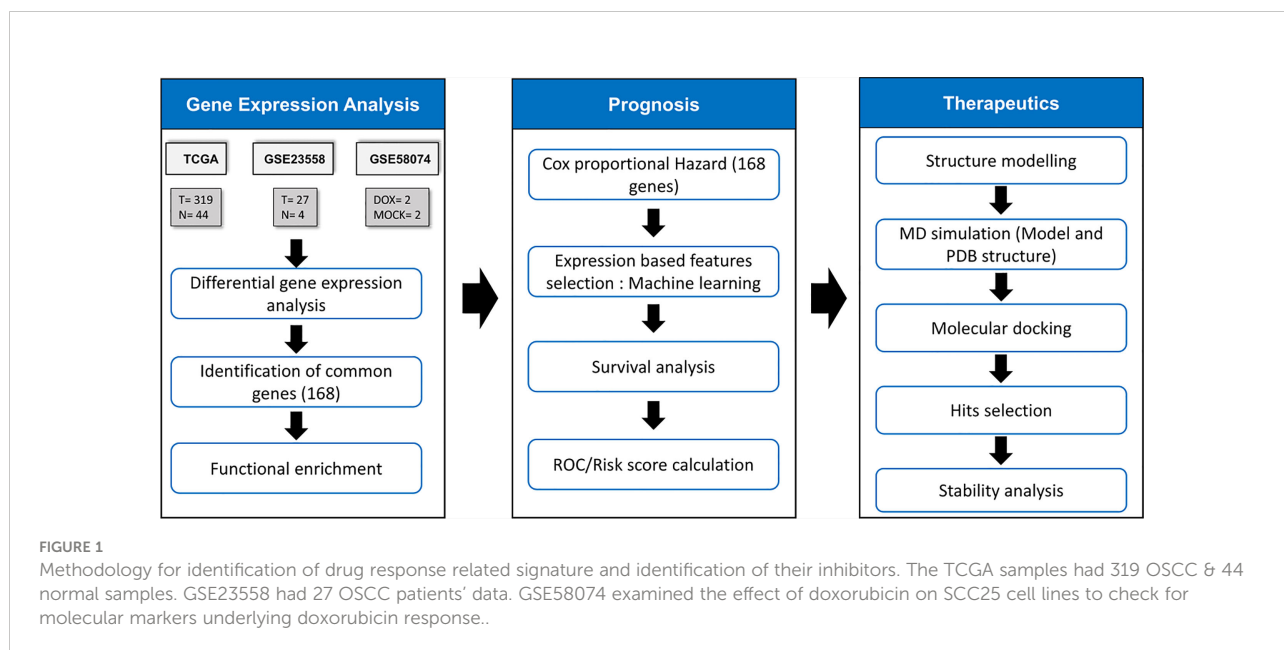 Gene Expression Analysis
TCGA
GSE23558
GSE58074
T= 319
N= 44
T= 27
N= 4
DOX= 2
MOCK= 2
Differential gene expression
analysis
Identification of common
genes (168)
Functional enrichment
Prognosis
Cox proportional Hazard (168
genes)
Expression based features
selection : Machine learning
Survival analysis
ROC/Risk score calculation
Therapeutics
Structure modelling
MD simulation (Model and
PDB structure)
Molecular docking
Hits selection
Stability analysis
FIGURE 1
Methodology for identification of drug response related signature and identification of their inhibitors. The TCGA samples had 319 OSCC & 44
normal samples. GSE23558 had 27 OSCC patients’ data. GSE58074 examined the effect of doxorubicin on SCC25 cell lines to check for
molecular markers underlying doxorubicin response..